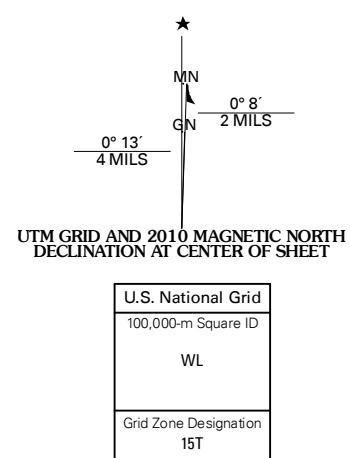 MN
0° 8´
2 MILS
GN
0° 13´
4 MILS
UTM GRID AND 2010 MAGNETIC NORTH
DECLINATION AT CENTER OF SHEET
U.S. National Grid
100,000-m Square ID
WL
Grid Zone Designation
15T